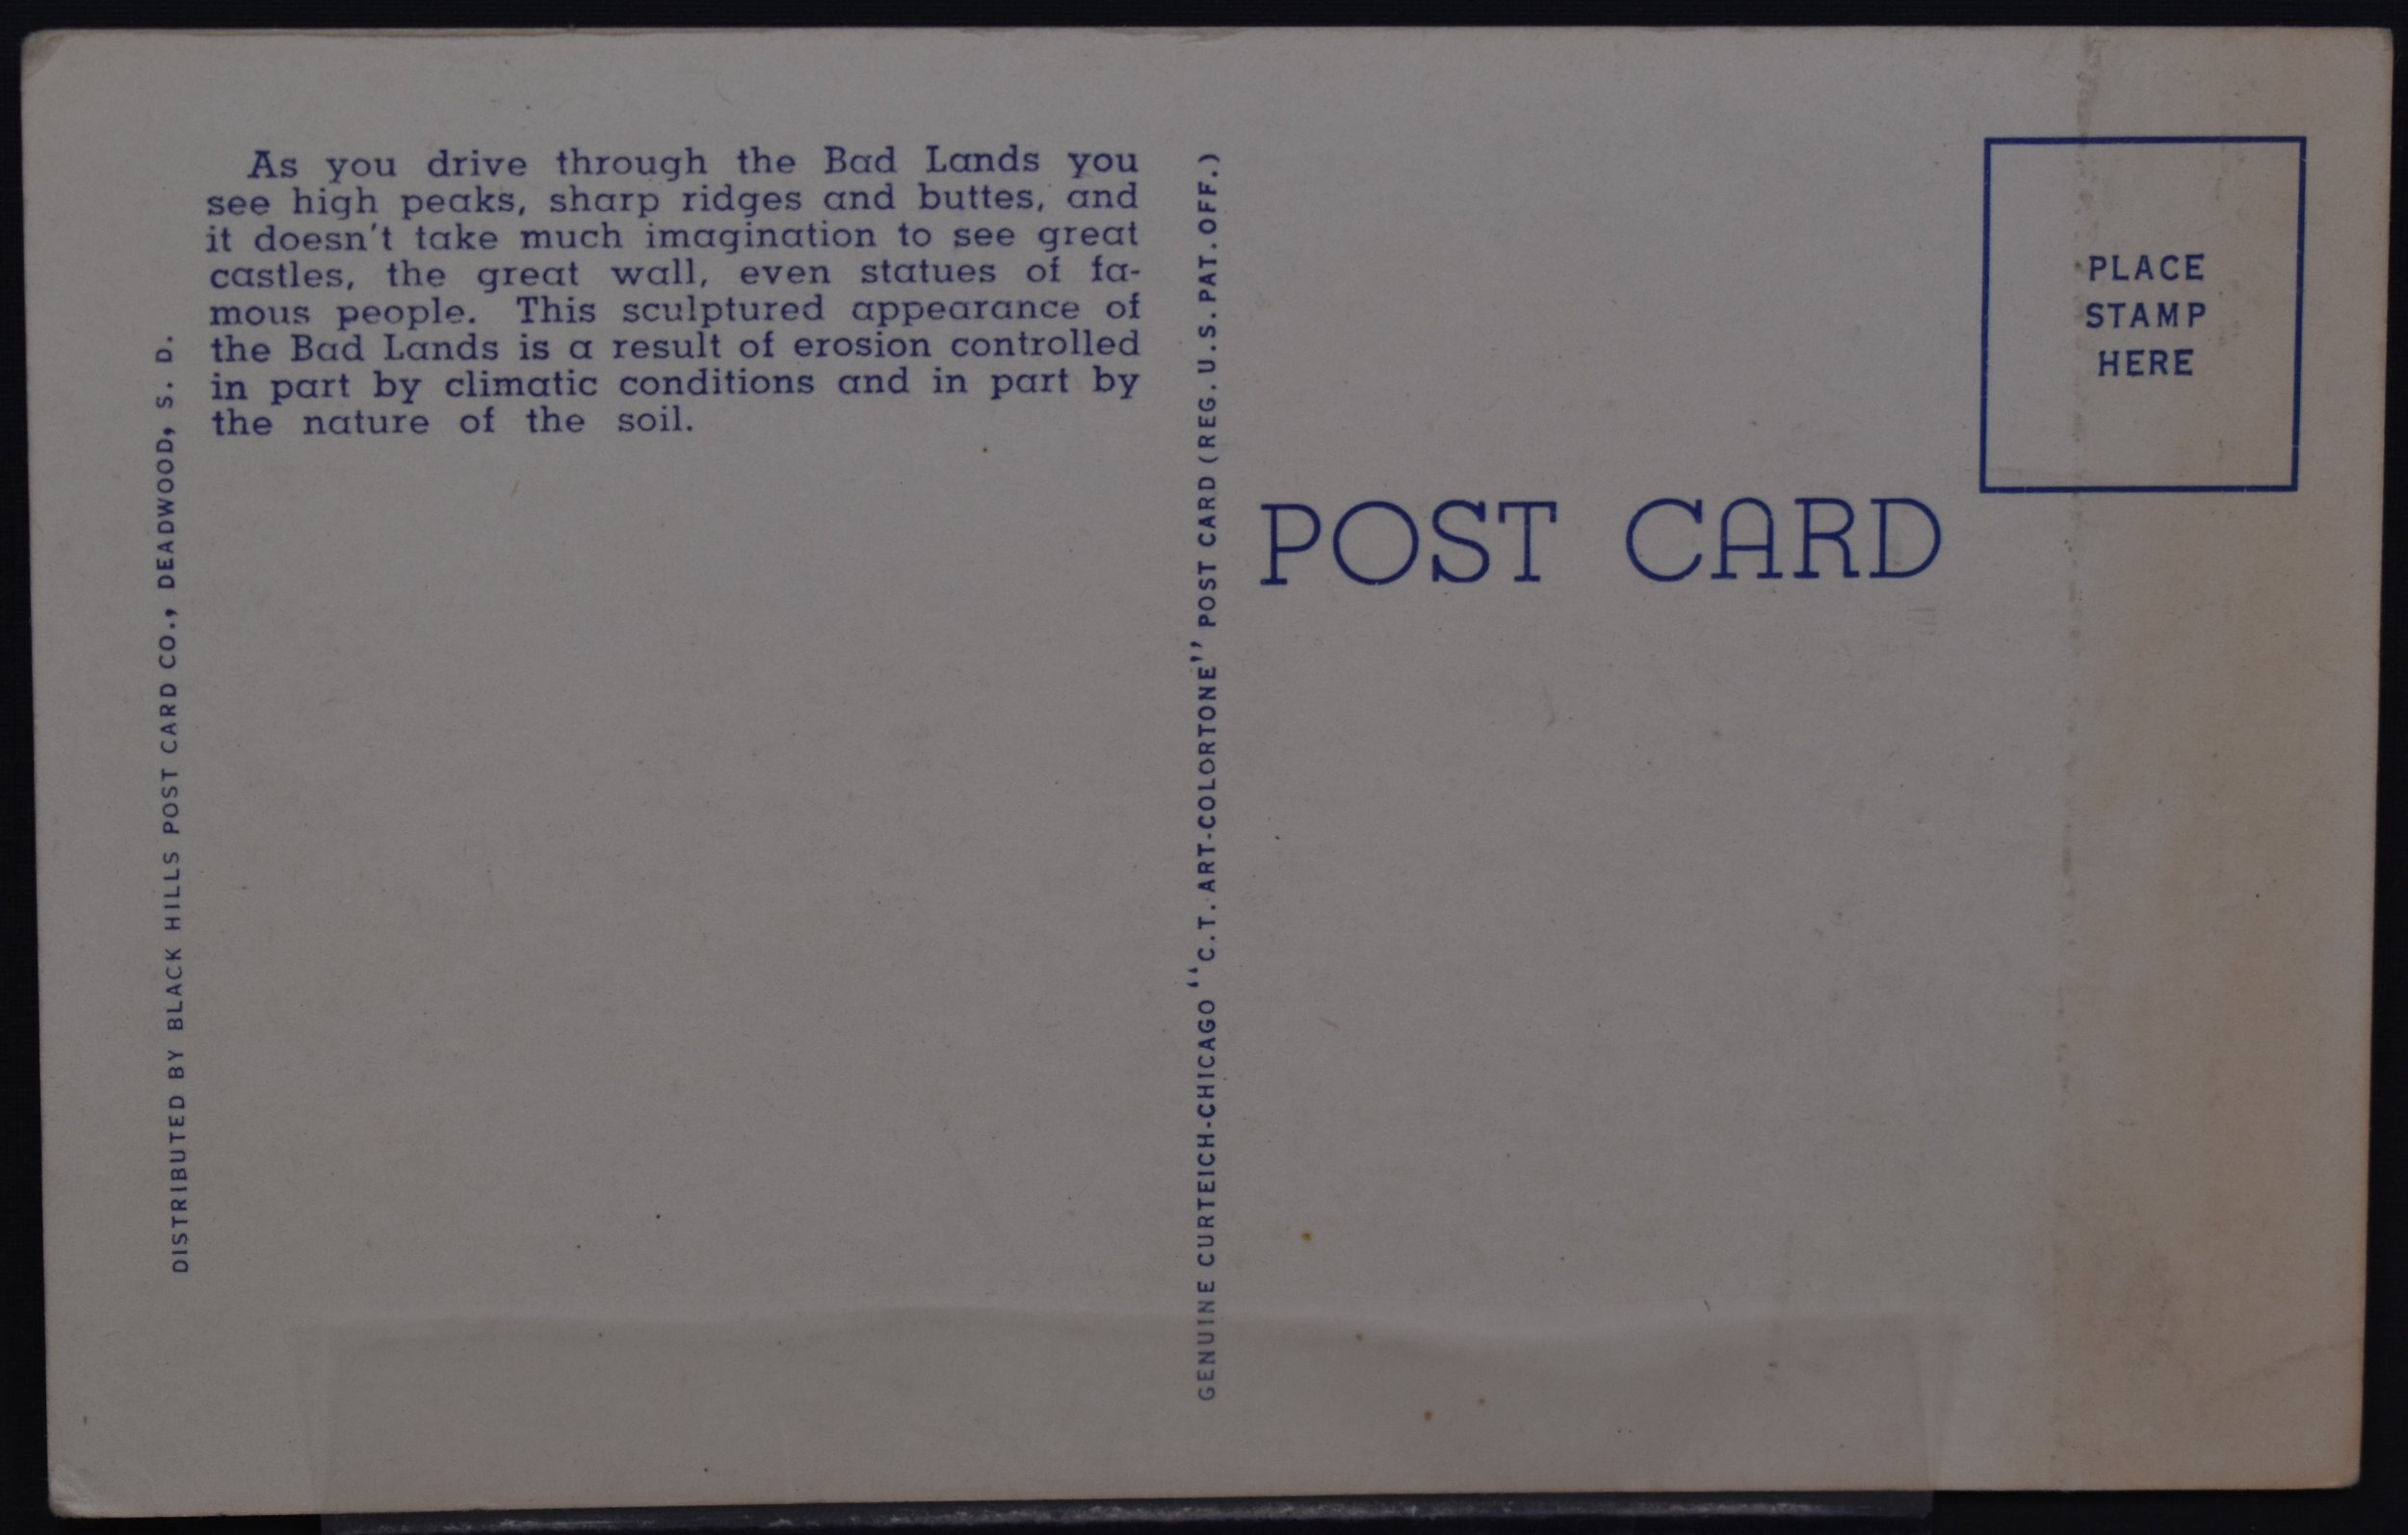 As you drive through the Bad Lands you
see high peaks, sharp ridges and buttes, and
it doesn't take much imagination to see great
castles, the great wall, even statues of fa-
mous people. This sculptured appearance of
the Bad Lands is a result of erosion controlled
in part by climatic conditions and in part by
the nature of the soil.
DISTRIBUTED BY BLACK HILLS POST CARD CO., DEADWOOD, S. D.
GENUINE CURTEICH-CHICAGO "C.T. ART-COLORTONE" POST CARD (REG. U.S. PAT. OFF.)
POST CARD
PLACE
STAMP
HERE